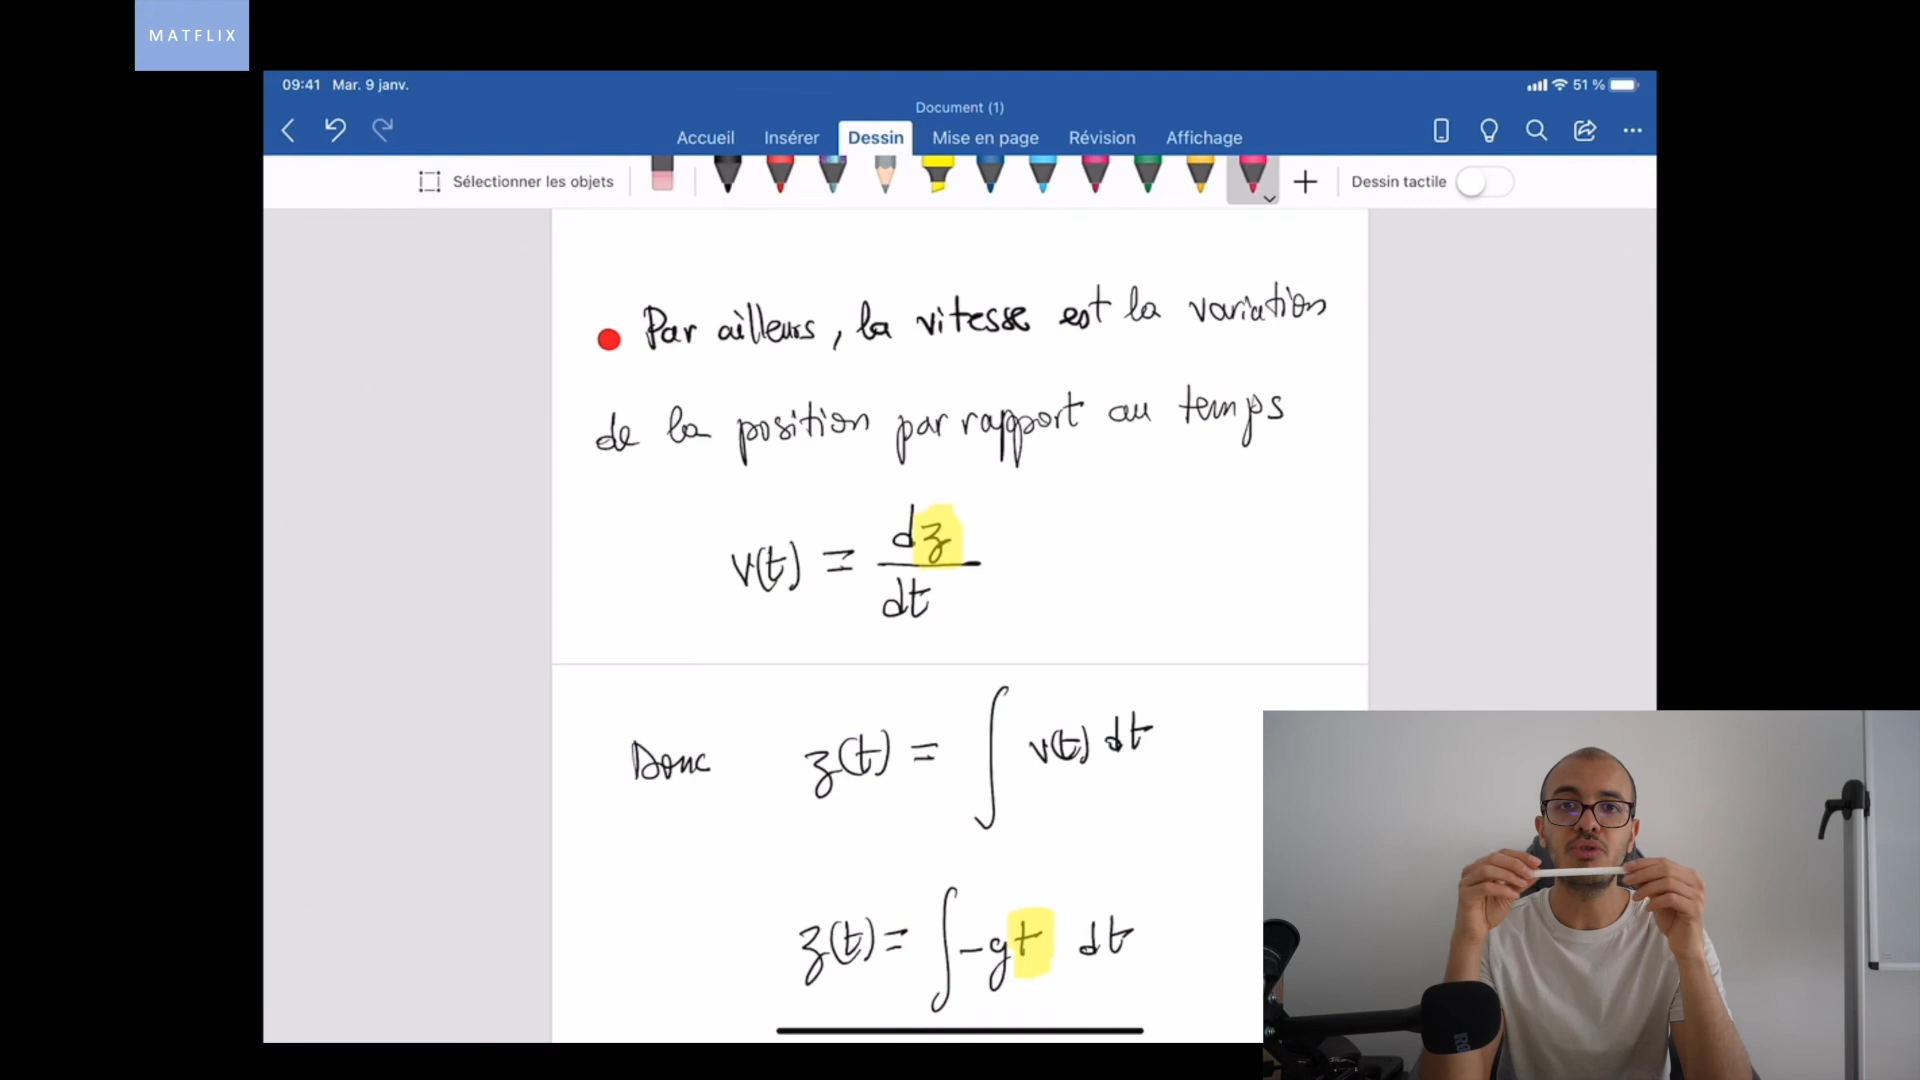 MATFLIX
09:41 Mar. 9 janv.
51 %
Document (1)
Accueil Insérer Dessin Mise en page Révision Affichage
Sélectionner les objets
Dessin tactile
Par ailleurs, la vitesse est la variation
de la position par rapport au temps
v(t) = dz/dt
Donc z(t) = ∫ v(t) dt
z(t) = ∫ -gt dt